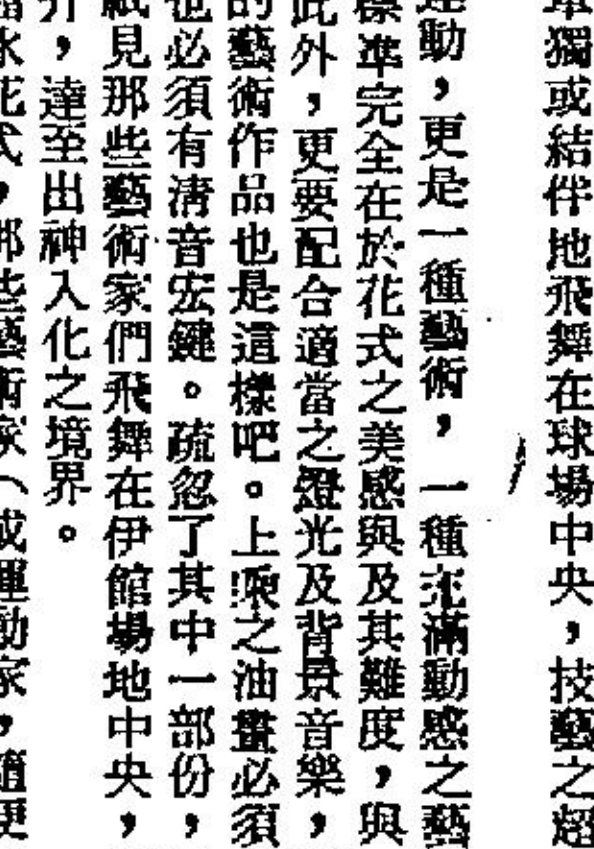 單獨或結伴地飛舞在球場中央，技藝之超
運動，更是一種藝術，一種充滿動感之藝
標準完全在於花式之美感與及其難度，與
此外，更要配合適當之燈光及背景音樂，
的藝術作品也是這樣吧。上乘之油畫必須
也必須有清音宏鍵。疏忽了其中一部份，
紙見那些藝術家們飛舞在伊館場地中央，
升，達至出神入化之境界。
溜冰花式，那些藝術家（或運動家，隨便